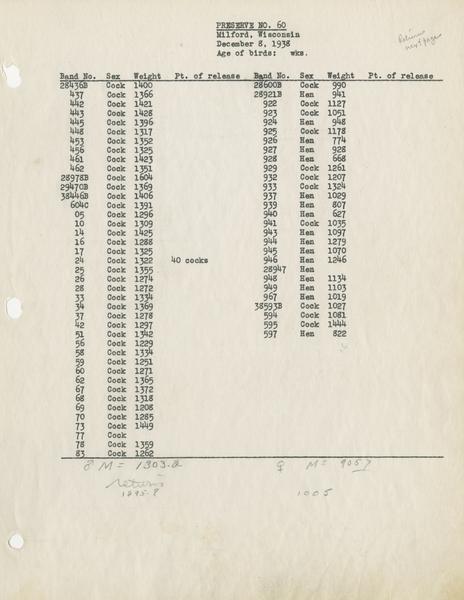 PRESERVE NO. 60
Milford, Wisconsin
December 8, 1938
Age of birds: wks.
next page
Band No. Sex Weight Pt. of release Band No. Sex Weight Pt. of release
28436B Cock 1400 28600B Cock 990
437 Cock 1366 28921B Hen 941
442 Cock 1421 922 Cock 1127
443 Cock 1428 923 Cock 1051
445 Cock 1396 924 Hen 948
448 Cock 1317 925 Cock 1178
453 Cock 1352 926 Hen 774
456 Cock 1325 927 Hen 928
461 Cock 1423 928 Hen 668
462 Cock 1351 929 Cock 1261
28978B Cock 1604 932 Cock 1207
29470B Cock 1369 933 Cock 1324
38446B Cock 1406 937 Hen 1029
604C Cock 1391 939 Hen 807
05 Cock 1296 940 Hen 627
10 Cock 1309 941 Cock 1035
14 Cock 1425 943 Hen 1097
16 Cock 1288 944 Hen 1279
17 Cock 1325 945 Hen 1070
24 Cock 1322 40 cocks 946 Hen 1246
25 Cock 1355 28947 Hen
26 Cock 1274 948 Hen 1134
28 Cock 1272 949 Hen 1103
33 Cock 1334 967 Hen 1019
34 Cock 1369 38593B Cock 1027
37 Cock 1278 594 Cock 1081
42 Cock 1297 595 Cock 1444
51 Cock 1342 597 Hen 822
56 Cock 1229
58 Cock 1334
59 Cock 1251
60 Cock 1271
62 Cock 1365
67 Cock 1372
68 Cock 1318
69 Cock 1208
70 Cock 1285
73 Cock 1449
77 Cock
78 Cock 1359
83 Cock 1262
♂ M = 1303.2 ♀ M = 905?
returns
1295.8 1005